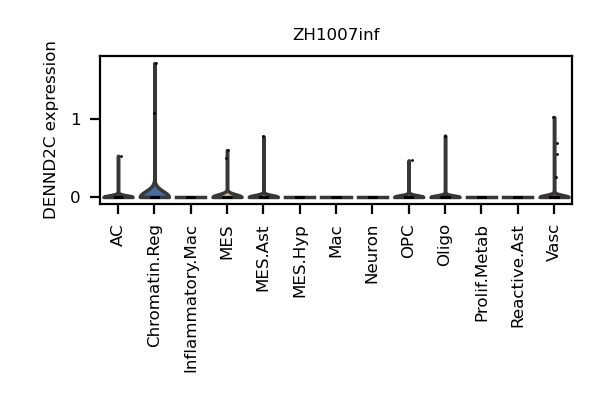 ZH1007inf
DENND2C expression
1
0
AC
Chromatin.Reg
Inflammatory.Mac
MES
MES.Ast
MES.Hyp
Mac
Neuron
OPC
Oligo
Prolif.Metab
Reactive.Ast
Vasc